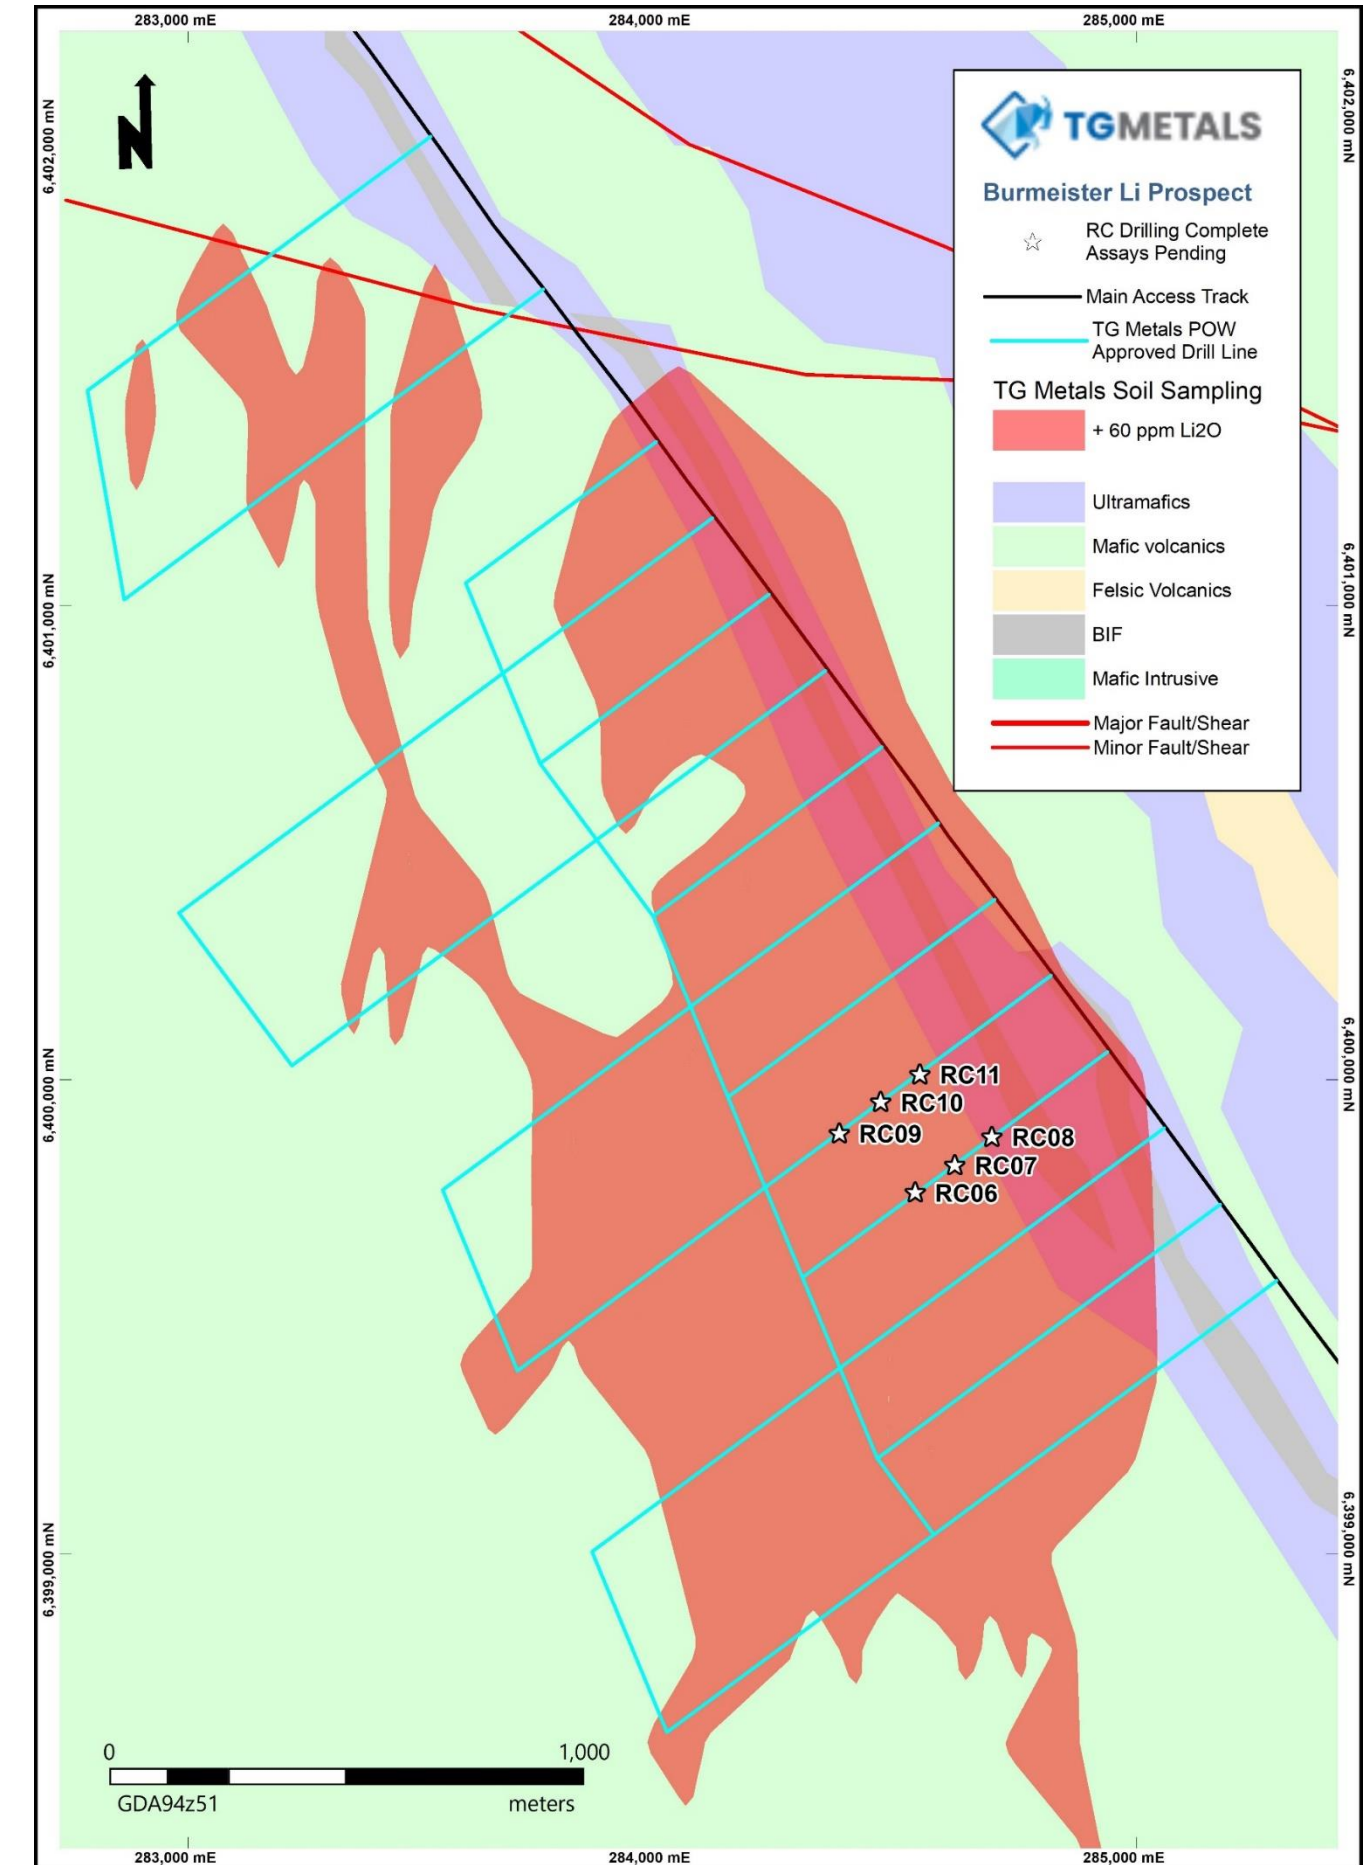 283,000 mE
284,000 mE
285,000 mE
6,402,000 mN
6,402,000 mN
N
TGMETALS
Burmeister Li Prospect
RC Drilling Complete
Assays Pending
Main Access Track
TG Metals POW
Approved Drill Line
TG Metals Soil Sampling
+ 60 ppm Li2O
Ultramafics
Mafic volcanics
Felsic Volcanics
BIF
Mafic Intrusive
Major Fault/Shear
Minor Fault/Shear
6,401,000 mN
6,401,000 mN
6,400,000 mN
6,400,000 mN
RC11
RC10
RC09
RC08
RC07
RC06
6,399,000 mN
6,399,000 mN
0
1,000
GDA94z51
meters
283,000 mE
284,000 mE
285,000 mE